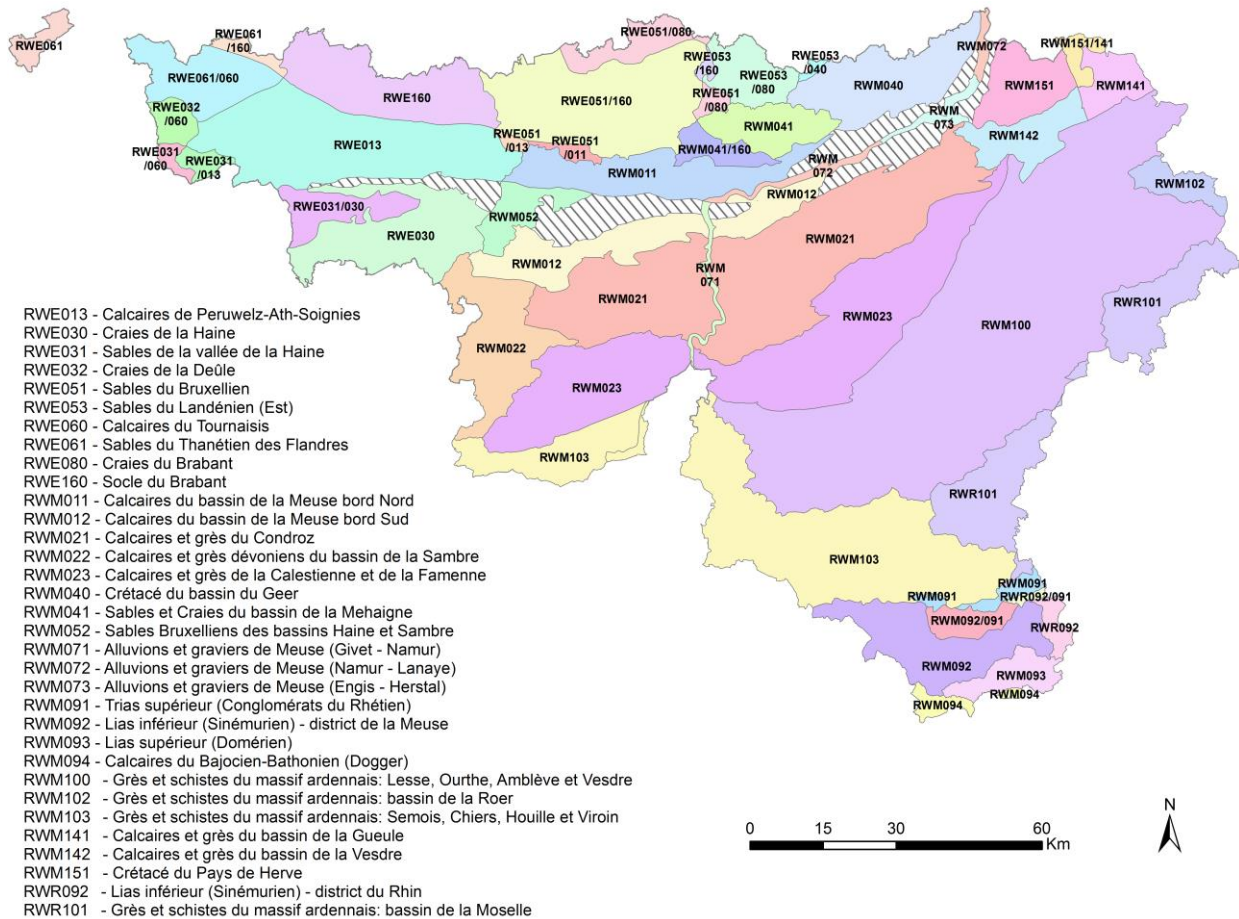 RWE061
RWE061
/160
RWE051/080
RWE053
/160
RWE053
/040
RWM072
RWM151/141
RWE061/060
RWE160
RWE051/160
RWE053
/080
RWM040
RWM151
RWM141
RWE032
/060
RWE051
/080
RWM
073
RWE013
RWE051
/013
RWE051
/011
RWM041
RWM041/160
RWM142
RWE031
/060
RWE031
/013
RWM011
RWM
072
RWM102
RWE031/030
RWM052
RWM012
RWE030
RWM012
RWM021
RWM
071
RWM021
RWR101
RWM023
RWM100
RWM022
RWM023
RWM103
RWR101
RWM103
RWM091
RWM091
RWR092/091
RWM092/091
RWR092
RWM092
RWM093
RWM094
RWM094
RWE013 - Calcaires de Peruwelz-Ath-Soignies
RWE030 - Craies de la Haine
RWE031 - Sables de la vallée de la Haine
RWE032 - Craies de la Deûle
RWE051 - Sables du Bruxellien
RWE053 - Sables du Landénien (Est)
RWE060 - Calcaires du Tournaisis
RWE061 - Sables du Thanétien des Flandres
RWE080 - Craies du Brabant
RWE160 - Socle du Brabant
RWM011 - Calcaires du bassin de la Meuse bord Nord
RWM012 - Calcaires du bassin de la Meuse bord Sud
RWM021 - Calcaires et grès du Condroz
RWM022 - Calcaires et grès dévoniens du bassin de la Sambre
RWM023 - Calcaires et grès de la Calestienne et de la Famenne
RWM040 - Crétacé du bassin du Geer
RWM041 - Sables et Craies du bassin de la Mehaigne
RWM052 - Sables Bruxelliens des bassins Haine et Sambre
RWM071 - Alluvions et graviers de Meuse (Givet - Namur)
RWM072 - Alluvions et graviers de Meuse (Namur - Lanaye)
RWM073 - Alluvions et graviers de Meuse (Engis - Herstal)
RWM091 - Trias supérieur (Conglomérats du Rhétien)
RWM092 - Lias inférieur (Sinémurien) - district de la Meuse
RWM093 - Lias supérieur (Domérien)
RWM094 - Calcaires du Bajocien-Bathonien (Dogger)
RWM100 - Grès et schistes du massif ardennais: Lesse, Ourthe, Amblève et Vesdre
RWM102 - Grès et schistes du massif ardennais: bassin de la Roer
RWM103 - Grès et schistes du massif ardennais: Semois, Chiers, Houille et Viroin
RWM141 - Calcaires et grès du bassin de la Gueule
RWM142 - Calcaires et grès du bassin de la Vesdre
RWM151 - Crétacé du Pays de Herve
RWR092 - Lias inférieur (Sinémurien) - district du Rhin
RWR101 - Grès et schistes du massif ardennais: bassin de la Moselle
0 15 30 60
Km
N